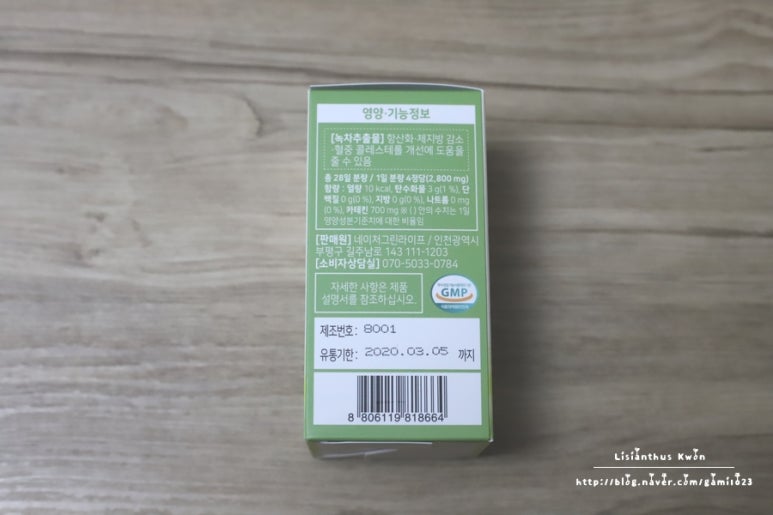 영양·기능정보
[녹차추출물] 항산화·체지방 감소
·혈중 콜레스테롤 개선에 도움을
줄 수 있음
총 28일 분량 / 1일 분량 4정당(2,800 mg)
함량 : 열량 10 kcal, 탄수화물 3 g(1 %), 단
백질 0 g(0 %), 지방 0 g(0 %), 나트륨 0 mg
(0 %), 카테킨 700 mg ※ ( ) 안의 수치는 1일
영양성분기준치에 대한 비율임
[판매원] 네이처그린라이프 / 인천광역시
부평구 길주남로 143 111-1203
[소비자상담실] 070-5033-0784
자세한 사항은 제품
설명서를 참조하십시오.
GMP
제조번호: 8001
유통기한: 2020.03.05 까지
8 806119 818664
Lisianthus Kwon
http://blog.naver.com/gami1023